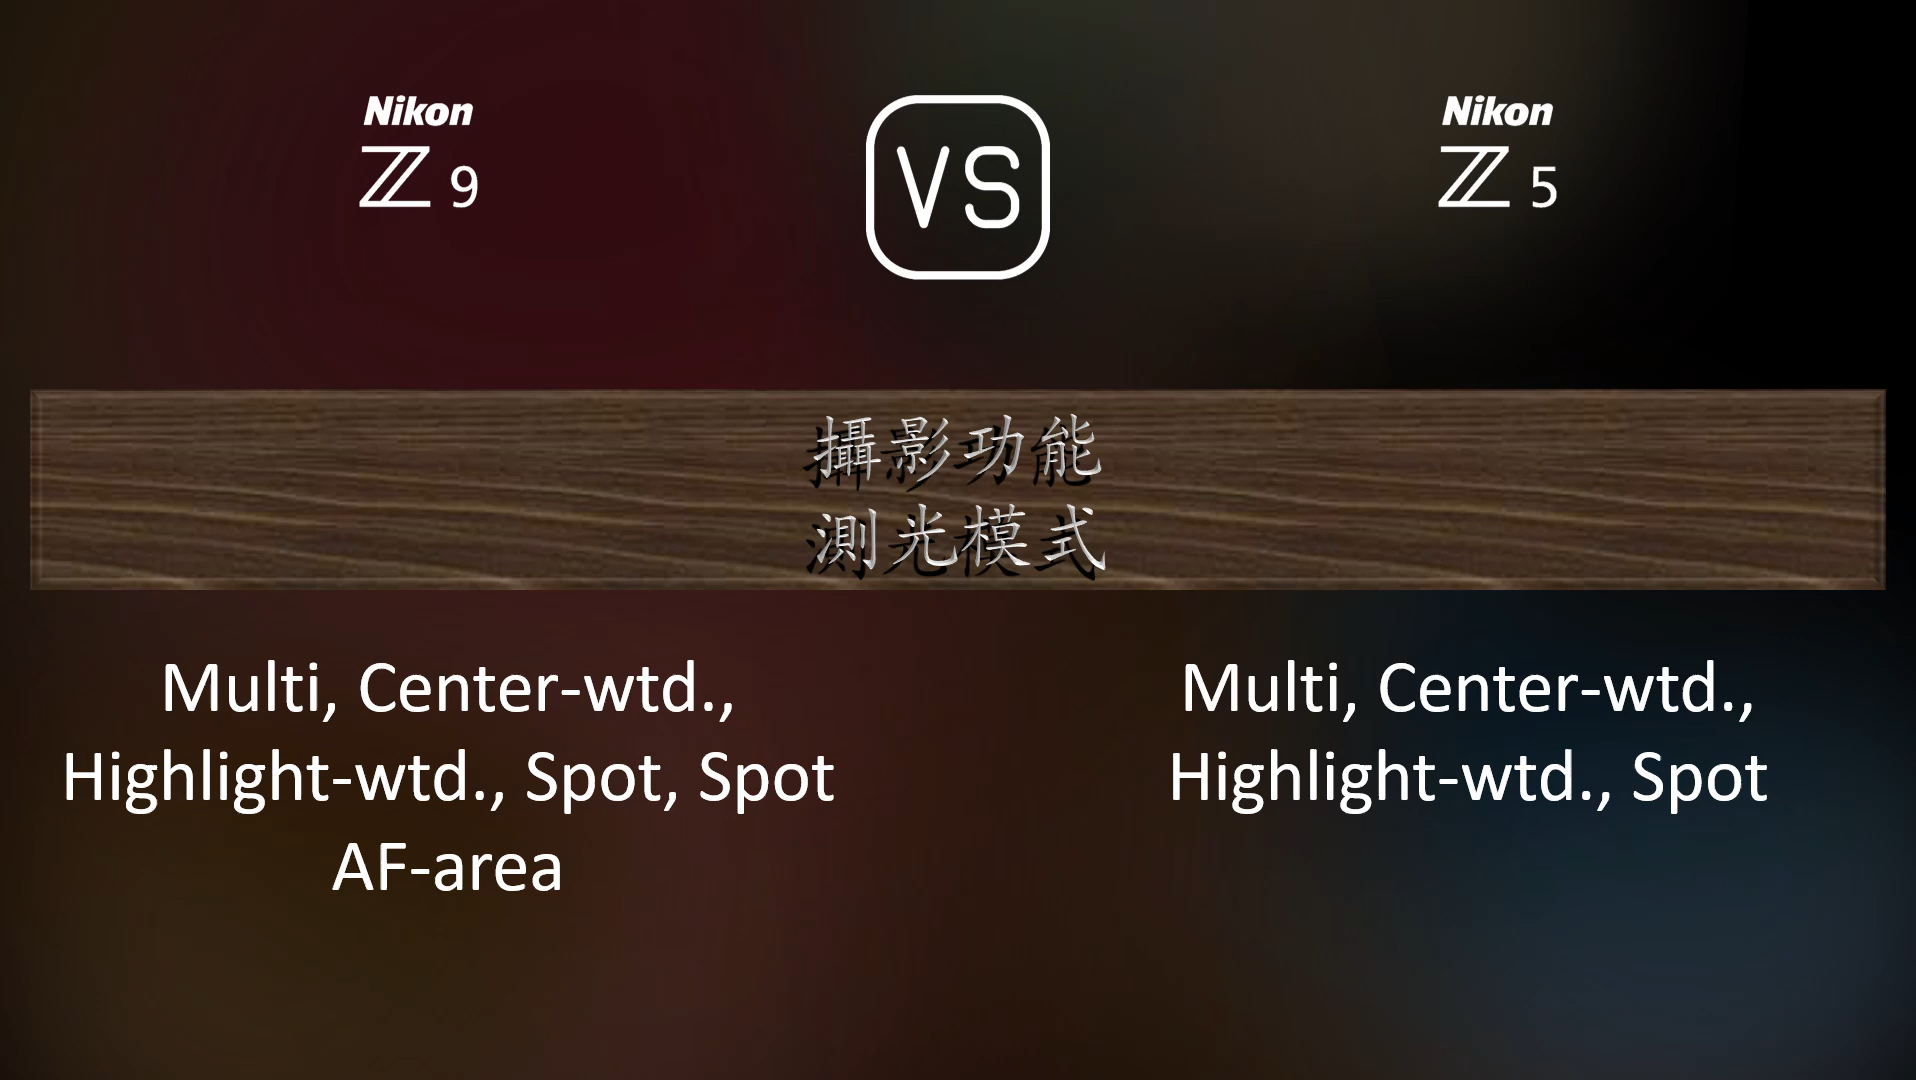 Nikon
Z 9
VS
Nikon
Z 5
攝影功能
測光模式
Multi, Center-wtd.,
Highlight-wtd., Spot, Spot
AF-area
Multi, Center-wtd.,
Highlight-wtd., Spot